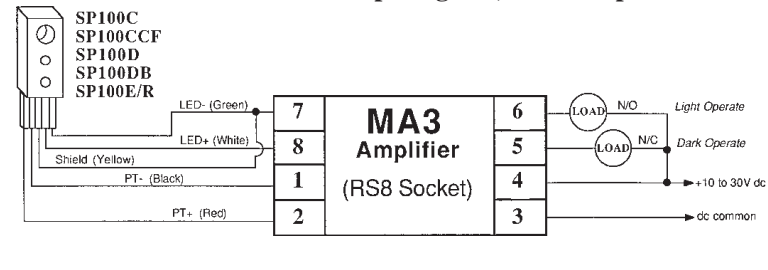 SP100C
SP100CCF
SP100D
SP100DB
SP100E/R
LED- (Green)
LED+ (White)
Shield (Yellow)
PT- (Black)
PT+ (Red)
7
8
1
2
MA3
Amplifier
(RS8 Socket)
6
5
4
3
LOAD N/O Light Operate
LOAD N/C Dark Operate
+10 to 30V dc
dc common